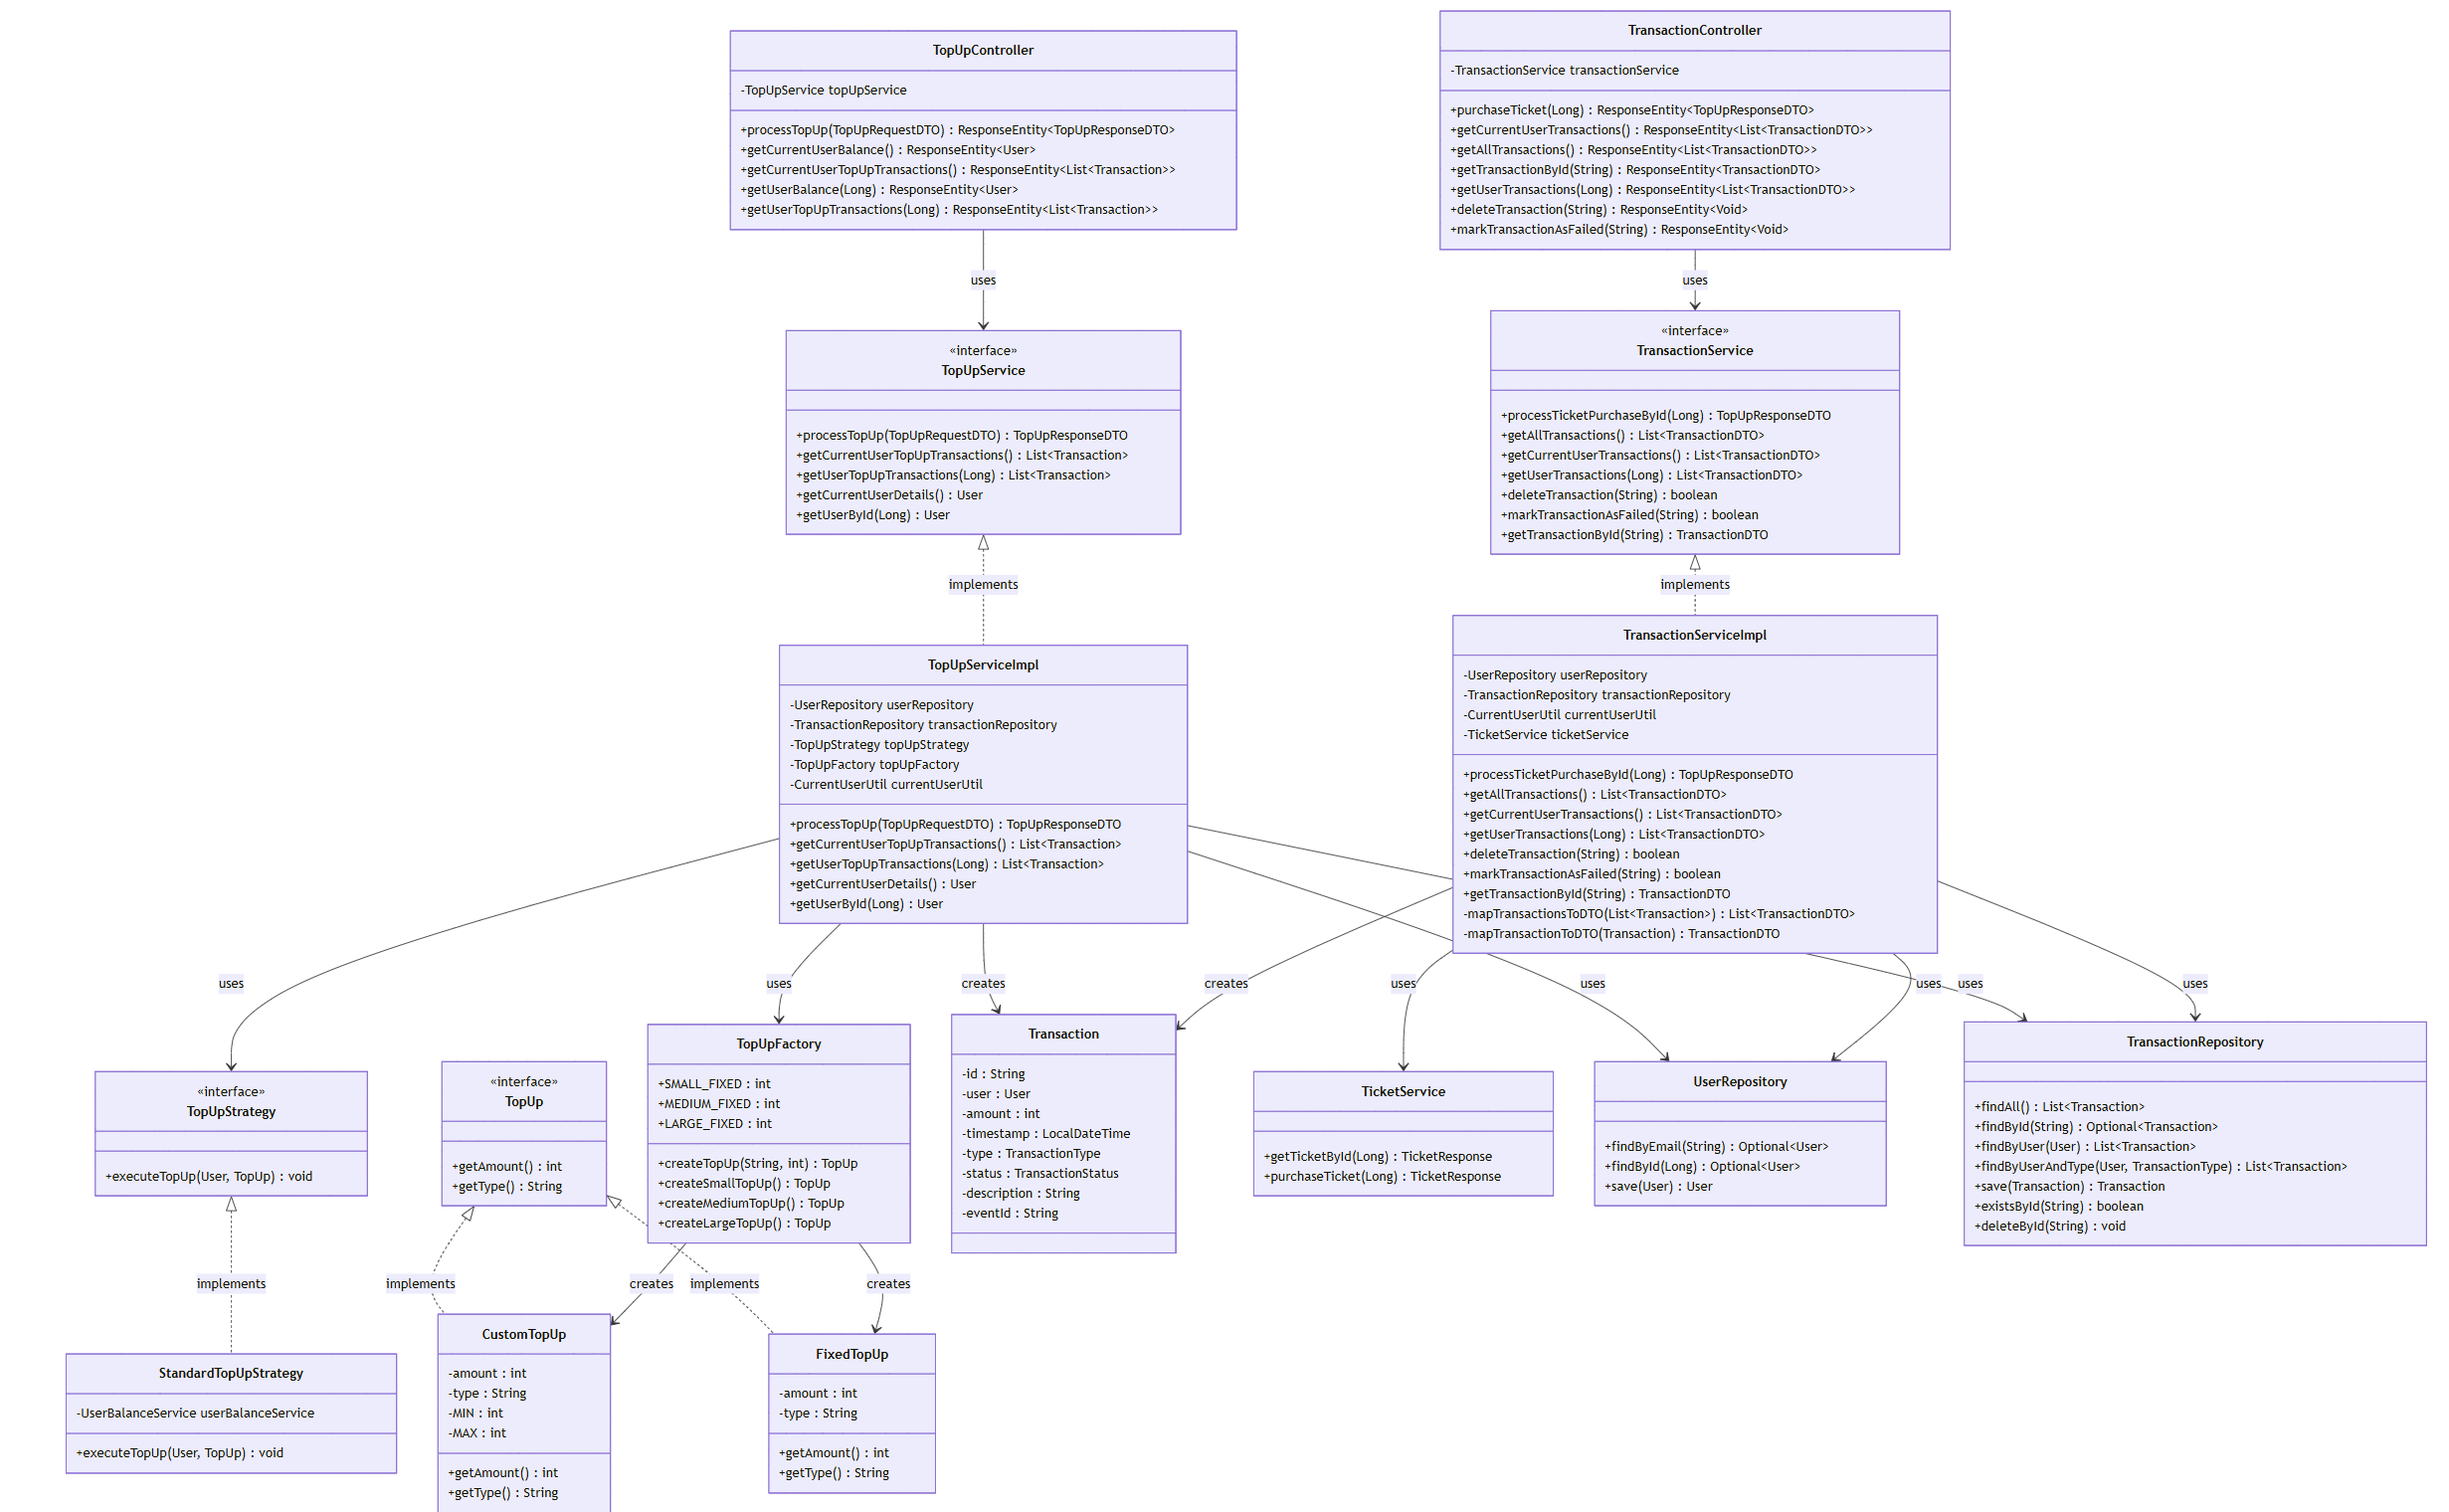 TopUpController
-TopUpService topUpService
+processTopUp(TopUpRequestDTO) : ResponseEntity<TopUpResponseDTO>
+getCurrentUserBalance() : ResponseEntity<User>
+getCurrentUserTopUpTransactions() : ResponseEntity<List<Transaction>>
+getUserBalance(Long) : ResponseEntity<User>
+getUserTopUpTransactions(Long) : ResponseEntity<List<Transaction>>
TransactionController
-TransactionService transactionService
+purchaseTicket(Long) : ResponseEntity<TopUpResponseDTO>
+getCurrentUserTransactions() : ResponseEntity<List<TransactionDTO>>
+getAllTransactions() : ResponseEntity<List<TransactionDTO>>
+getTransactionById(String) : ResponseEntity<TransactionDTO>
+getUserTransactions(Long) : ResponseEntity<List<TransactionDTO>>
+deleteTransaction(String) : ResponseEntity<Void>
+markTransactionAsFailed(String) : ResponseEntity<Void>
uses
uses
«interface»
TopUpService
+processTopUp(TopUpRequestDTO) : TopUpResponseDTO
+getCurrentUserTopUpTransactions() : List<Transaction>
+getUserTopUpTransactions(Long) : List<Transaction>
+getCurrentUserDetails() : User
+getUserById(Long) : User
«interface»
TransactionService
+processTicketPurchaseById(Long) : TopUpResponseDTO
+getAllTransactions() : List<TransactionDTO>
+getCurrentUserTransactions() : List<TransactionDTO>
+getUserTransactions(Long) : List<TransactionDTO>
+deleteTransaction(String) : boolean
+markTransactionAsFailed(String) : boolean
+getTransactionById(String) : TransactionDTO
implements
implements
TopUpServiceImpl
-UserRepository userRepository
-TransactionRepository transactionRepository
-TopUpStrategy topUpStrategy
-TopUpFactory topUpFactory
-CurrentUserUtil currentUserUtil
+processTopUp(TopUpRequestDTO) : TopUpResponseDTO
+getCurrentUserTopUpTransactions() : List<Transaction>
+getUserTopUpTransactions(Long) : List<Transaction>
+getCurrentUserDetails() : User
+getUserById(Long) : User
TransactionServiceImpl
-UserRepository userRepository
-TransactionRepository transactionRepository
-CurrentUserUtil currentUserUtil
-TicketService ticketService
+processTicketPurchaseById(Long) : TopUpResponseDTO
+getAllTransactions() : List<TransactionDTO>
+getCurrentUserTransactions() : List<TransactionDTO>
+getUserTransactions(Long) : List<TransactionDTO>
+deleteTransaction(String) : boolean
+markTransactionAsFailed(String) : boolean
+getTransactionById(String) : TransactionDTO
-mapTransactionsToDTO(List<Transaction>) : List<TransactionDTO>
-mapTransactionToDTO(Transaction) : TransactionDTO
uses
uses
creates
creates
uses
uses
uses
uses
uses
«interface»
TopUpStrategy
+executeTopUp(User, TopUp) : void
«interface»
TopUp
+getAmount() : int
+getType() : String
TopUpFactory
+SMALL_FIXED : int
+MEDIUM_FIXED : int
+LARGE_FIXED : int
+createTopUp(String, int) : TopUp
+createSmallTopUp() : TopUp
+createMediumTopUp() : TopUp
+createLargeTopUp() : TopUp
Transaction
-id : String
-user : User
-amount : int
-timestamp : LocalDateTime
-type : TransactionType
-status : TransactionStatus
-description : String
-eventId : String
TicketService
+getTicketById(Long) : TicketResponse
+purchaseTicket(Long) : TicketResponse
UserRepository
+findByEmail(String) : Optional<User>
+findById(Long) : Optional<User>
+save(User) : User
TransactionRepository
+findAll() : List<Transaction>
+findById(String) : Optional<Transaction>
+findByUser(User) : List<Transaction>
+findByUserAndType(User, TransactionType) : List<Transaction>
+save(Transaction) : Transaction
+existsById(String) : boolean
+deleteById(String) : void
implements
implements
creates
implements
creates
StandardTopUpStrategy
-UserBalanceService userBalanceService
+executeTopUp(User, TopUp) : void
CustomTopUp
-amount : int
-type : String
-MIN : int
-MAX : int
+getAmount() : int
+getType() : String
FixedTopUp
-amount : int
-type : String
+getAmount() : int
+getType() : String